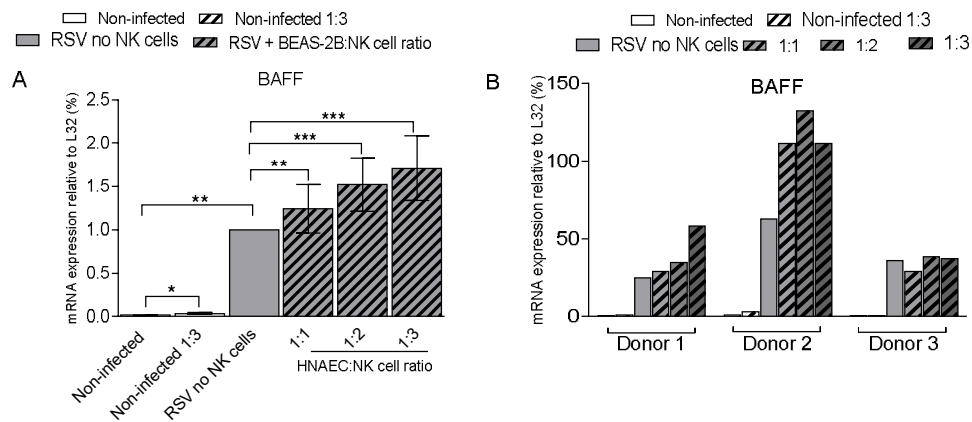 Non-infected
Non-infected 1:3
RSV no NK cells
RSV + BEAS-2B:NK cell ratio
A
BAFF
mRNA expression relative to L32 (%)
2.5
2.0
1.5
1.0
0.5
0.0
*
**
**
***
***
Non-infected
Non-infected 1:3
RSV no NK cells
1:1
1:2
1:3
HNAEC:NK cell ratio
Non-infected
Non-infected 1:3
RSV no NK cells
1:1
1:2
1:3
B
BAFF
mRNA expression relative to L32 (%)
150
100
50
0
Donor 1
Donor 2
Donor 3